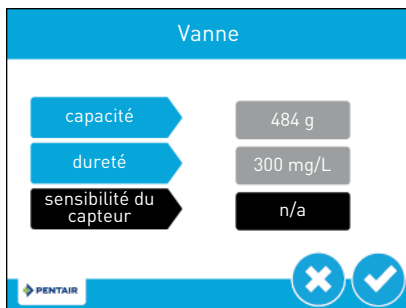 Vanne
capacité
484 g
dureté
300 mg/L
sensibilité du
capteur
n/a
PENTAIR